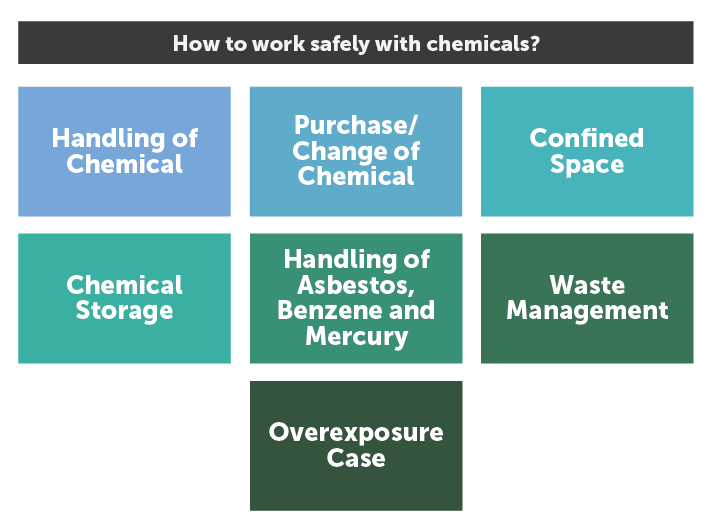 How to work safely with chemicals?
Handling of
Chemical
Purchase/
Change of
Chemical
Confined
Space
Chemical
Storage
Handling of
Asbestos,
Benzene and
Mercury
Waste
Management
Overexposure
Case